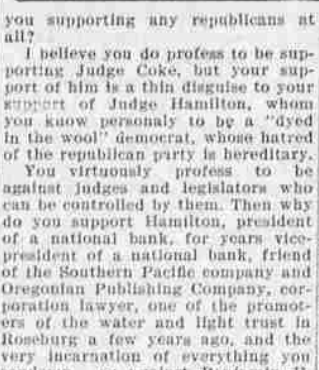 you supporting any republicans at
all?
I believe you do profess to be sup-
porting Judge Coke, but your sup-
port of him is a thin disguise to your
support of Judge Hamilton, whom
you know personaly to be a "dyed
in the wool" democrat, whose hatred
of the republican party is hereditary.
You virtuously profess to be
against judges and legislators who
can be controlled by them. Then why
do you support Hamilton, president
of a national bank, for years vice-
president of a national bank, friend
of the Southern Pacific company and
Oregonian Publishing Company, cor-
poration lawyer, one of the promot-
ers of the water and light trust in
Roseburg a few years ago, and the
very incarnation of everything you